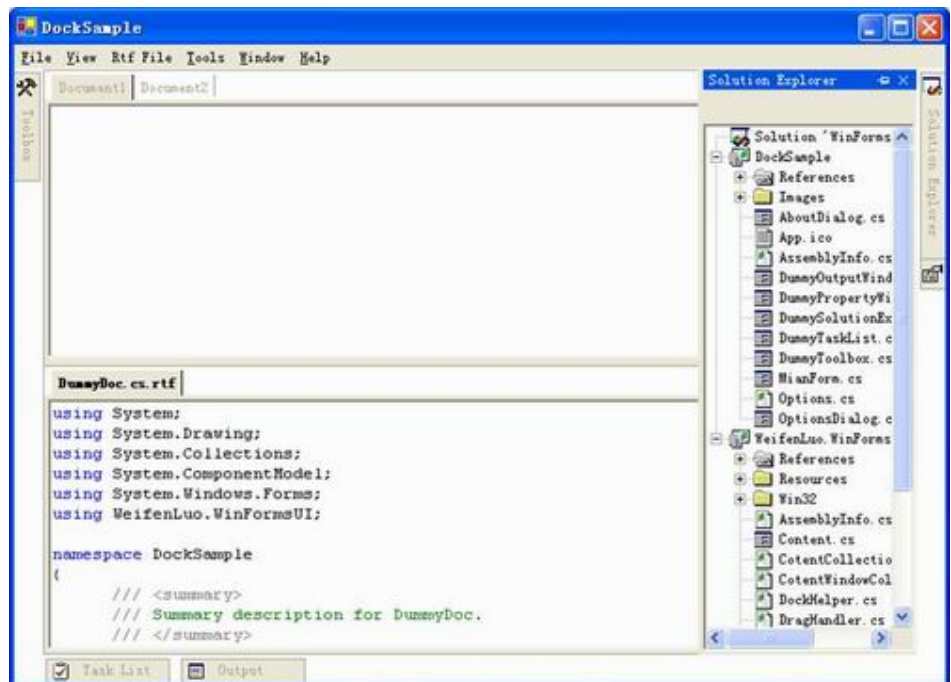 DockSample
File View Rtf File Tools Window Help
Toolbox
Document1 Document2
DummyDoc.cs.rtf
using System;
using System.Drawing;
using System.Collections;
using System.ComponentModel;
using System.Windows.Forms;
using WeifenLuo.WinFormsUI;
namespace DockSample
{
/// <summary>
/// Summary description for DummyDoc.
/// </summary>
Task List Output
Solution Explorer
Solution 'WinForms
DockSample
References
Images
AboutDialog.cs
App.ico
AssemblyInfo.cs
DummyOutputWind
DummyPropertyWi
DummySolutionEx
DummyTaskList.c
DummyToolbox.cs
MianForm.cs
Options.cs
OptionsDialog.c
WeifenLuo.WinForms
References
Resources
Win32
AssemblyInfo.cs
Content.cs
CotentCollectio
CotentWindowCol
DockHelper.cs
DragHandler.cs
Solution Explorer